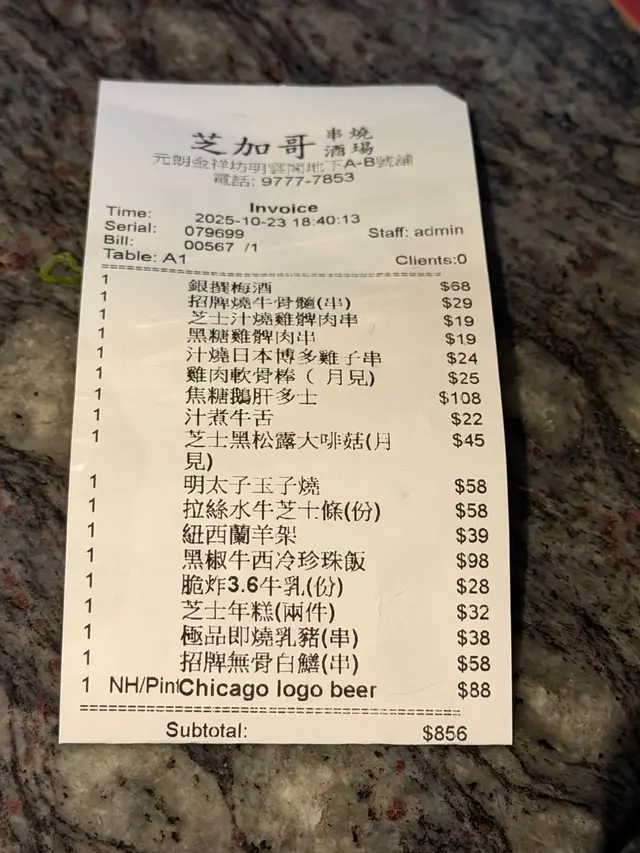 芝加哥 串燒酒場
元朗金祥坊明雲閣地下A-B號舖
電話: 9777-7853
Invoice
Time: 2025-10-23 18:40:13
Serial: 079699 Staff: admin
Bill: 00567 /1
Table: A1 Clients:0
1 銀撰梅酒 $68
1 招牌燒牛骨髓(串) $29
1 芝士汁燒雞髀肉串 $19
1 黑糖雞髀肉串 $19
1 汁燒日本博多雞子串 $24
1 雞肉軟骨棒 ( 月見) $25
1 焦糖鵝肝多士 $108
1 汁煮牛舌 $22
1 芝士黑松露大啡菇(月 $45
見)
1 明太子玉子燒 $58
1 拉絲水牛芝士條(份) $58
1 紐西蘭羊架 $39
1 黑椒牛西冷珍珠飯 $98
1 脆炸3.6牛乳(份) $28
1 芝士年糕(兩件) $32
1 極品即燒乳豬(串) $38
1 招牌無骨白鱔(串) $58
1 NH/PintChicago logo beer $88
Subtotal: $856